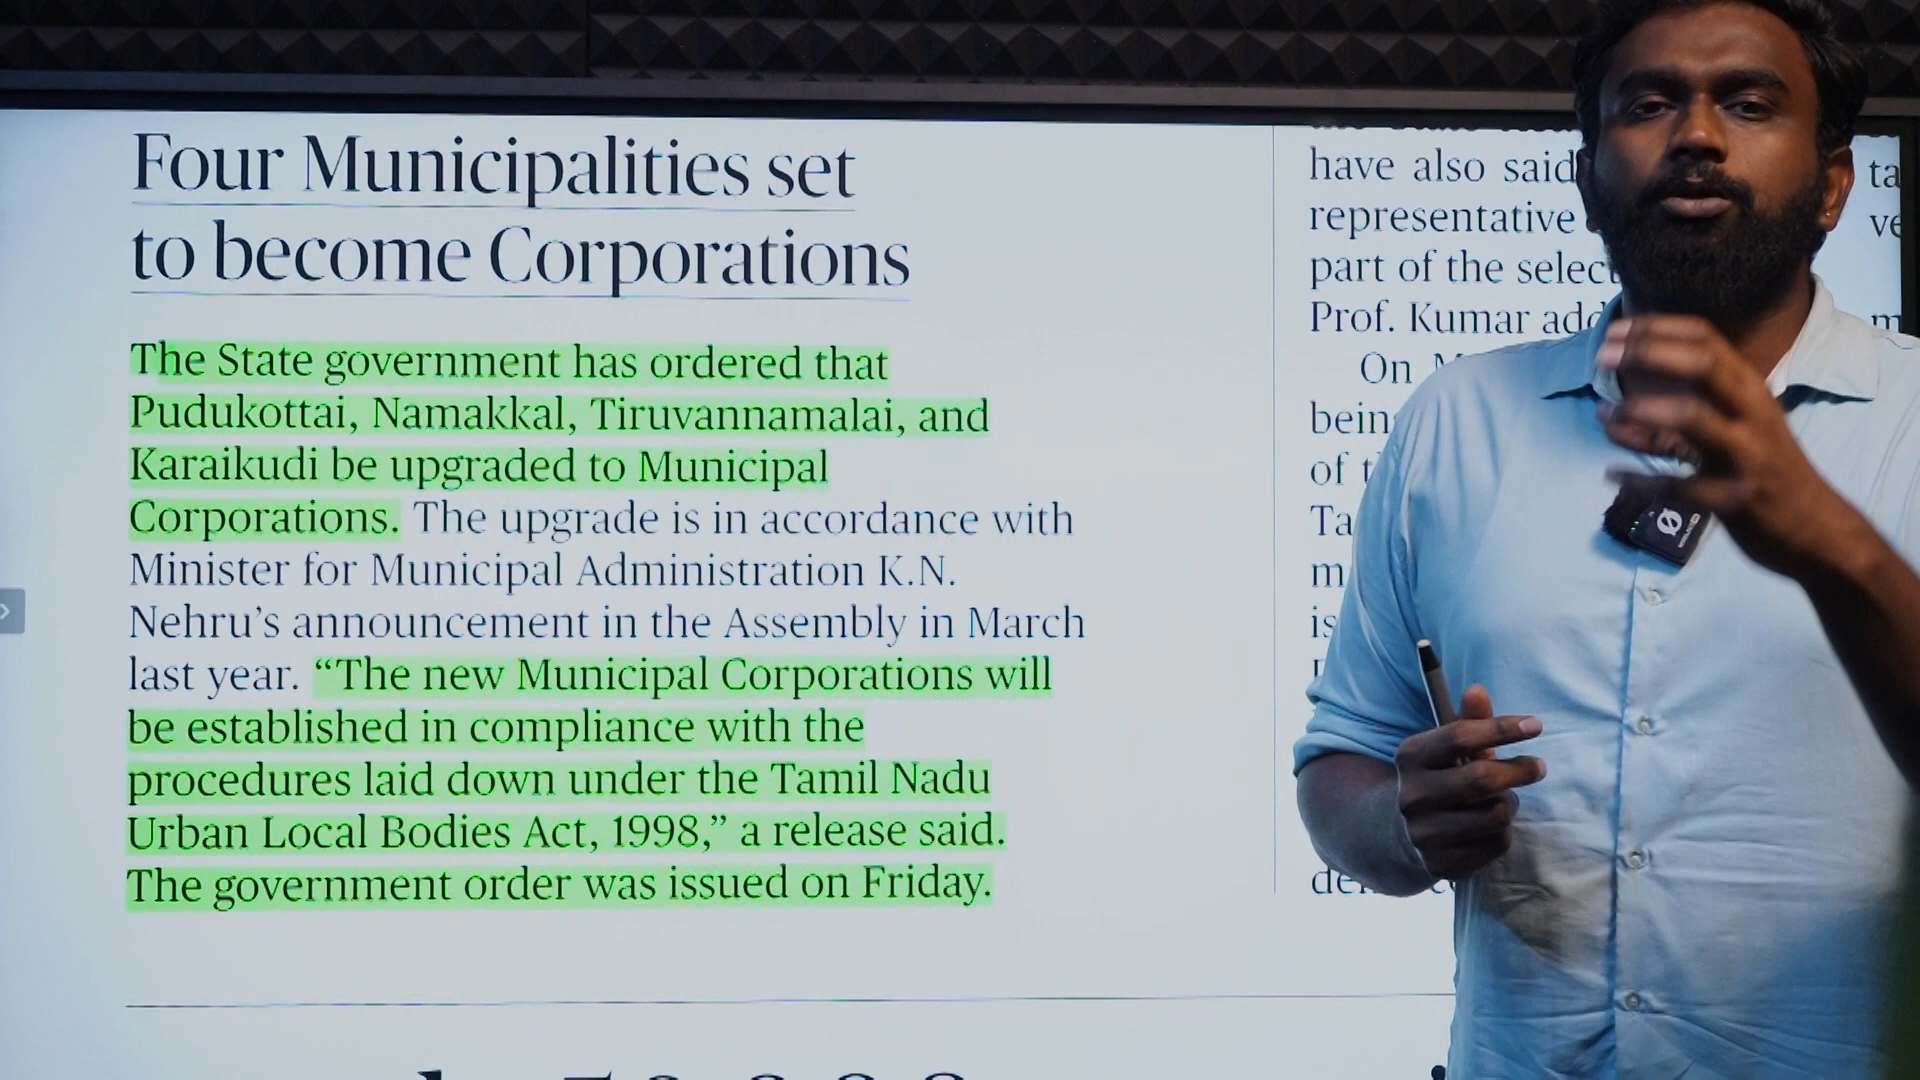 Four Municipalities set
to become Corporations
The State government has ordered that
Pudukottai, Namakkal, Tiruvannamalai, and
Karaikudi be upgraded to Municipal
Corporations. The upgrade is in accordance with
Minister for Municipal Administration K.N.
Nehru’s announcement in the Assembly in March
last year. “The new Municipal Corporations will
be established in compliance with the
procedures laid down under the Tamil Nadu
Urban Local Bodies Act, 1998,” a release said.
The government order was issued on Friday.
have also said
representative
part of the select
Prof. Kumar add
On
being
of